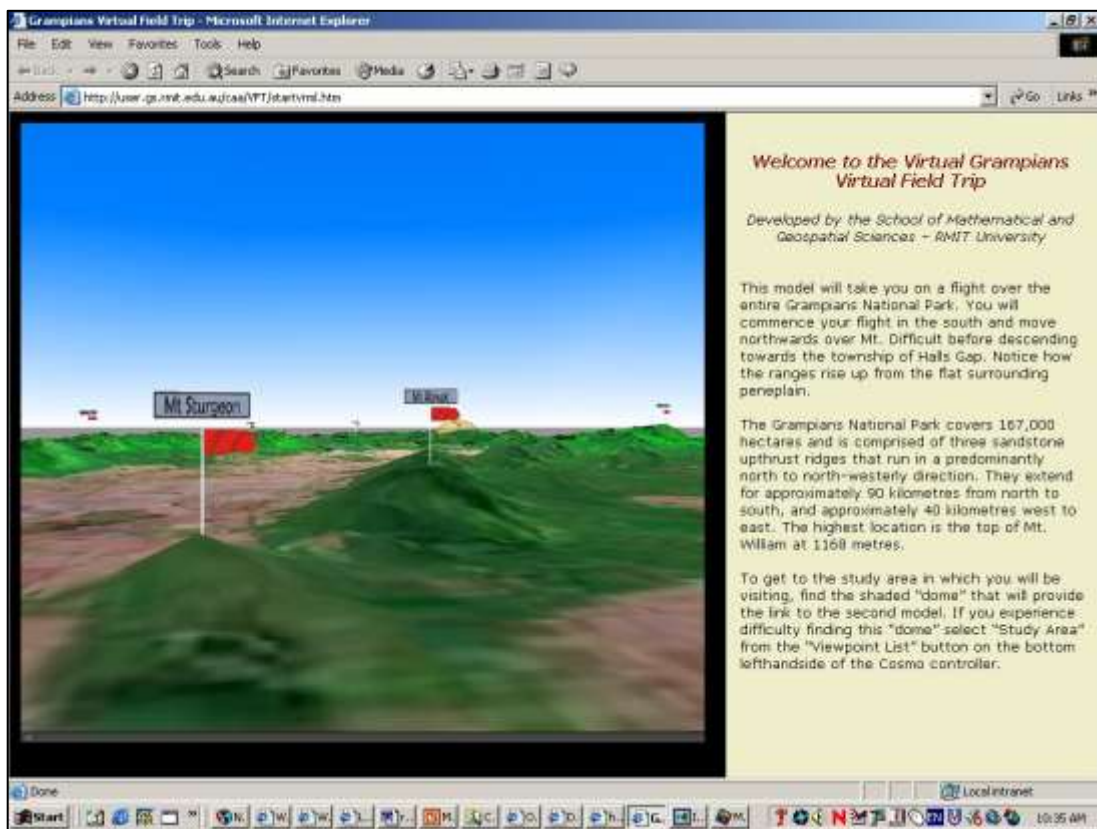 Grampians Virtual Field Trip - Microsoft Internet Explorer
File Edit View Favorites Tools Help
Back Search Favorites Media
Address http://user.gs.rmit.edu.au/caa/VFT/startvrml.htm Go Links
Welcome to the Virtual Grampians
Virtual Field Trip
Developed by the School of Mathematical and
Geospatial Sciences - RMIT University
This model will take you on a flight over the
entire Grampians National Park. You will
commence your flight in the south and move
northwards over Mt. Difficult before descending
towards the township of Halls Gap. Notice how
the ranges rise up from the flat surrounding
peneplain.
The Grampians National Park covers 167,000
hectares and is comprised of three sandstone
upthrust ridges that run in a predominantly
north to north-westerly direction. They extend
for approximately 90 kilometres from north to
south, and approximately 40 kilometres west to
east. The highest location is the top of Mt.
William at 1168 metres.
To get to the study area in which you will be
visiting, find the shaded "dome" that will provide
the link to the second model. If you experience
difficulty finding this "dome" select "Study Area"
from the "Viewpoint List" button on the bottom
lefthandside of the Cosmo controller.
Mt Sturgeon
Done Local intranet
Start 10:35 AM